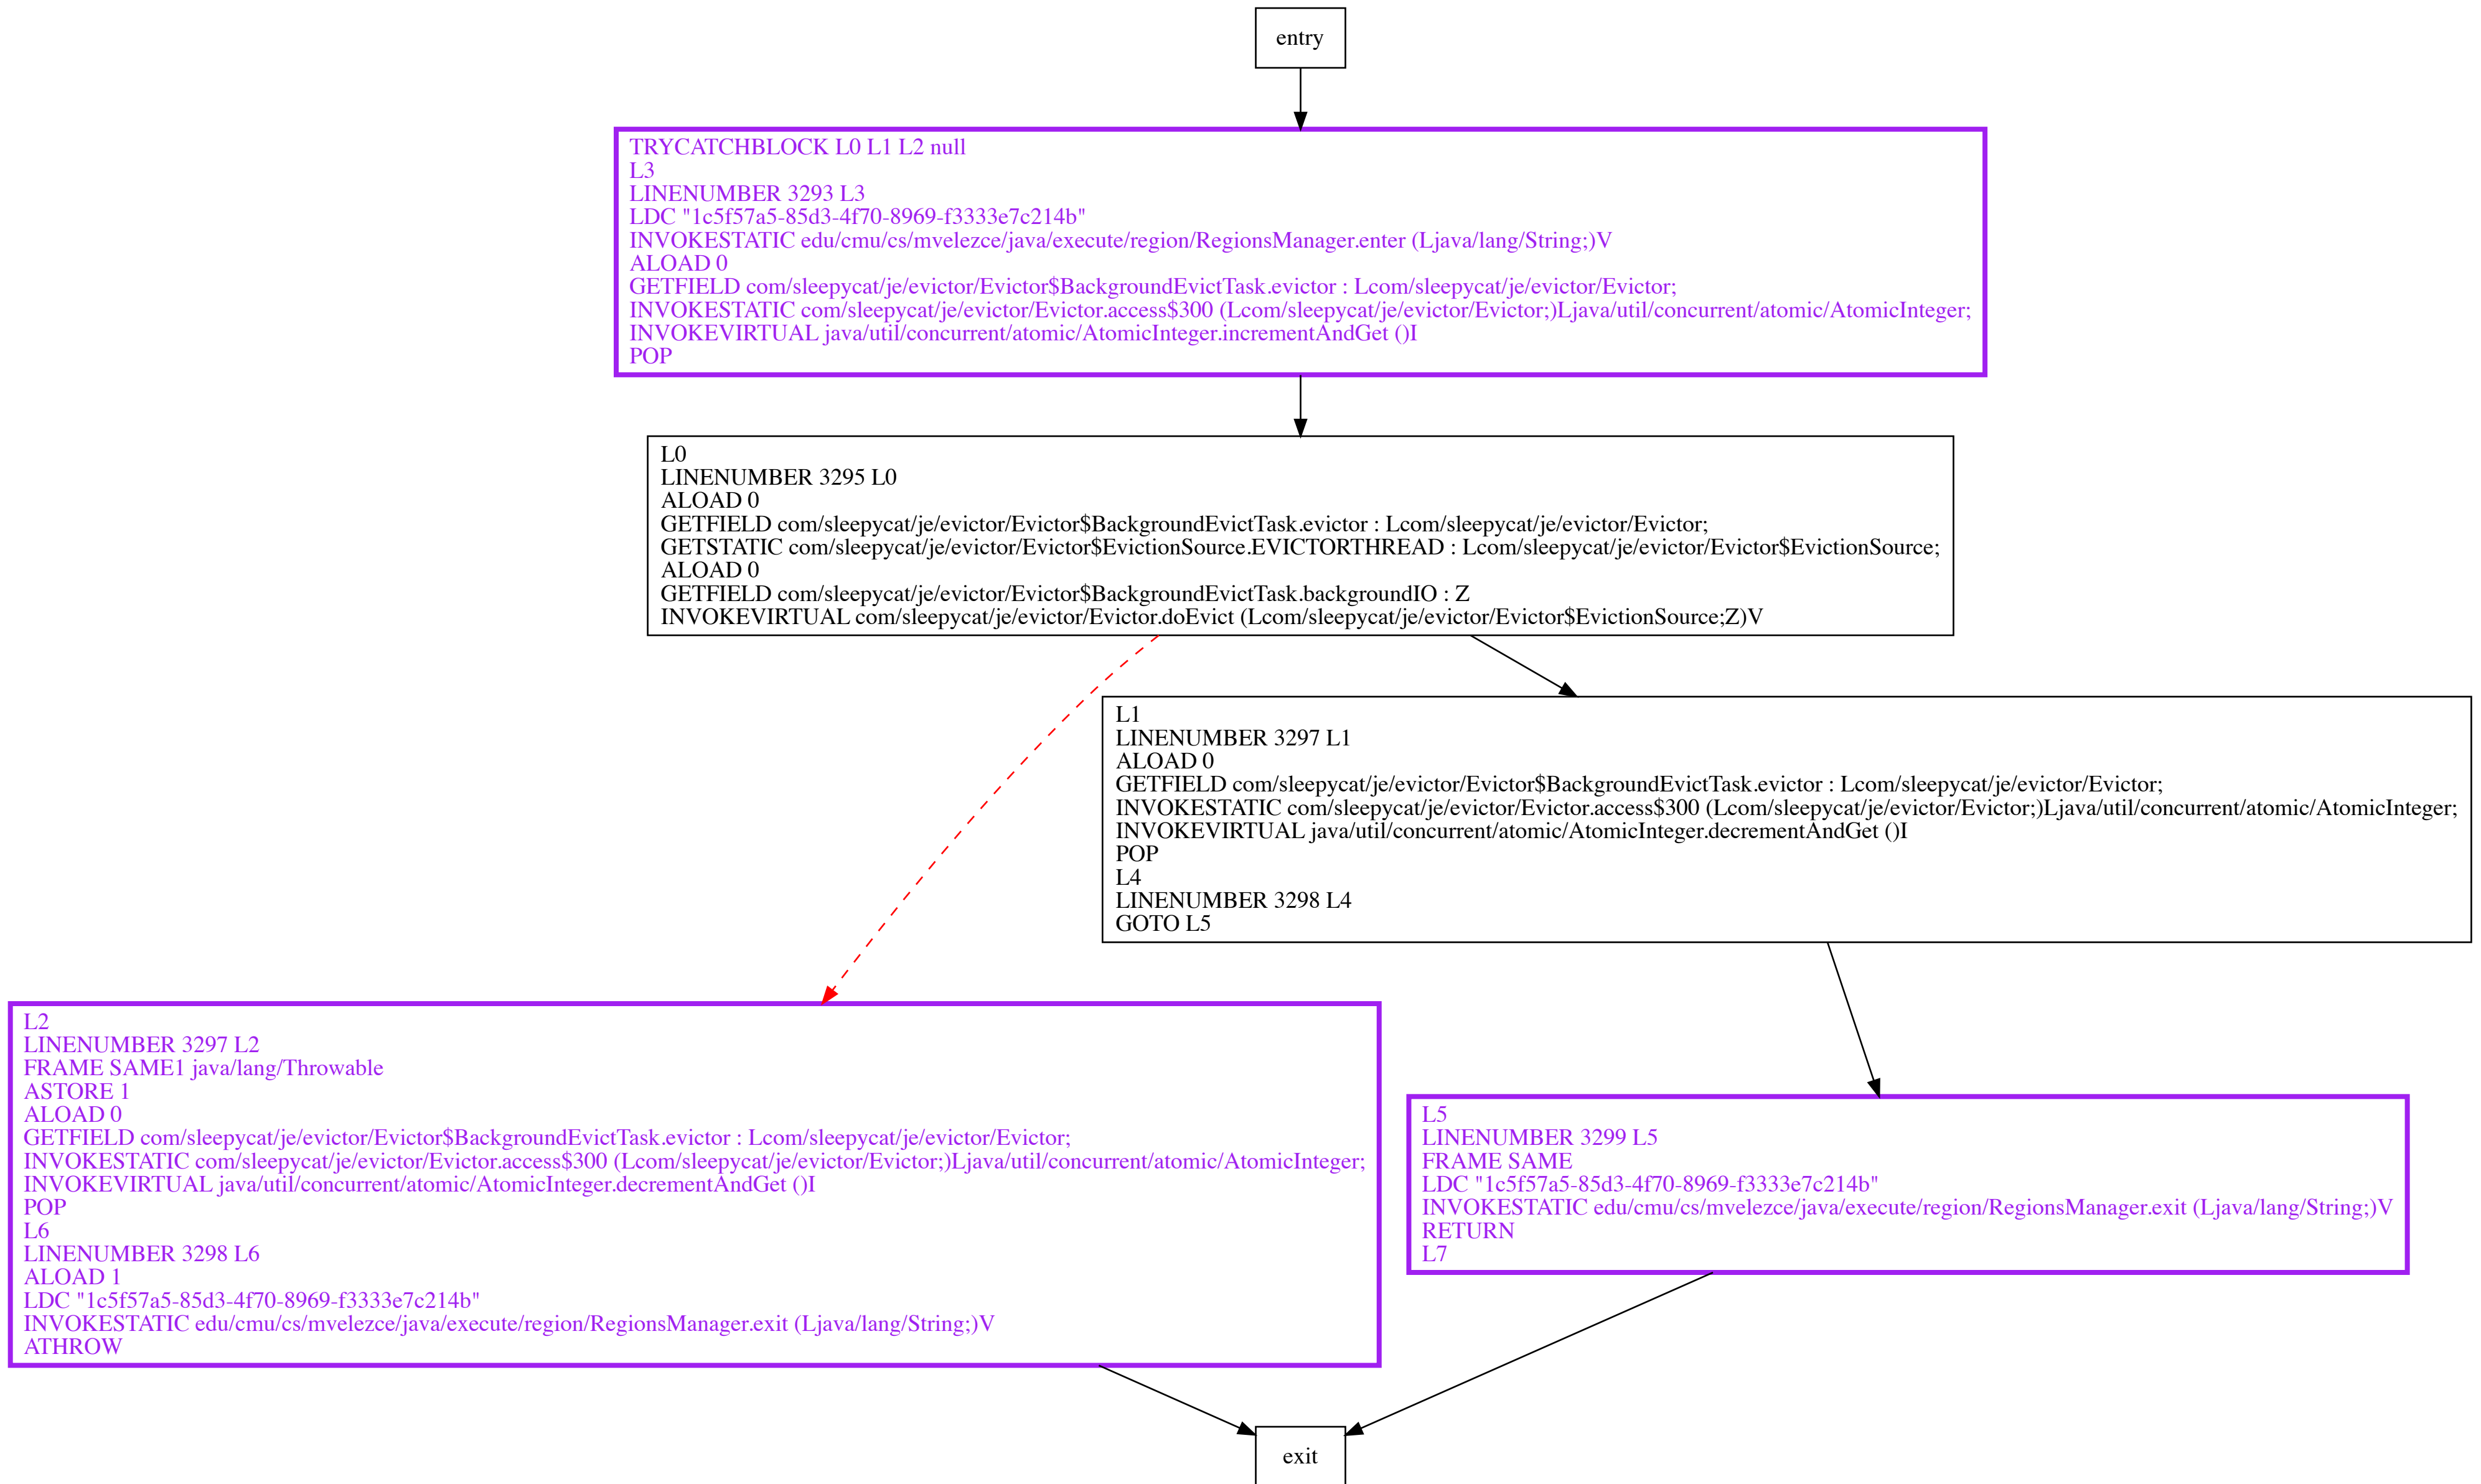 entry
TRYCATCHBLOCK L0 L1 L2 null
L3
LINENUMBER 3293 L3
LDC "1c5f57a5-85d3-4f70-8969-f3333e7c214b"
INVOKESTATIC edu/cmu/cs/mvelezce/java/execute/region/RegionsManager.enter (Ljava/lang/String;)V
ALOAD 0
GETFIELD com/sleepycat/je/evictor/Evictor$BackgroundEvictTask.evictor : Lcom/sleepycat/je/evictor/Evictor;
INVOKESTATIC com/sleepycat/je/evictor/Evictor.access$300 (Lcom/sleepycat/je/evictor/Evictor;)Ljava/util/concurrent/atomic/AtomicInteger;
INVOKEVIRTUAL java/util/concurrent/atomic/AtomicInteger.incrementAndGet ()I
POP
L0
LINENUMBER 3295 L0
ALOAD 0
GETFIELD com/sleepycat/je/evictor/Evictor$BackgroundEvictTask.evictor : Lcom/sleepycat/je/evictor/Evictor;
GETSTATIC com/sleepycat/je/evictor/Evictor$EvictionSource.EVICTORTHREAD : Lcom/sleepycat/je/evictor/Evictor$EvictionSource;
ALOAD 0
GETFIELD com/sleepycat/je/evictor/Evictor$BackgroundEvictTask.backgroundIO : Z
INVOKEVIRTUAL com/sleepycat/je/evictor/Evictor.doEvict (Lcom/sleepycat/je/evictor/Evictor$EvictionSource;Z)V
L1
LINENUMBER 3297 L1
ALOAD 0
GETFIELD com/sleepycat/je/evictor/Evictor$BackgroundEvictTask.evictor : Lcom/sleepycat/je/evictor/Evictor;
INVOKESTATIC com/sleepycat/je/evictor/Evictor.access$300 (Lcom/sleepycat/je/evictor/Evictor;)Ljava/util/concurrent/atomic/AtomicInteger;
INVOKEVIRTUAL java/util/concurrent/atomic/AtomicInteger.decrementAndGet ()I
POP
L4
LINENUMBER 3298 L4
GOTO L5
L2
LINENUMBER 3297 L2
FRAME SAME1 java/lang/Throwable
ASTORE 1
ALOAD 0
GETFIELD com/sleepycat/je/evictor/Evictor$BackgroundEvictTask.evictor : Lcom/sleepycat/je/evictor/Evictor;
INVOKESTATIC com/sleepycat/je/evictor/Evictor.access$300 (Lcom/sleepycat/je/evictor/Evictor;)Ljava/util/concurrent/atomic/AtomicInteger;
INVOKEVIRTUAL java/util/concurrent/atomic/AtomicInteger.decrementAndGet ()I
POP
L6
LINENUMBER 3298 L6
ALOAD 1
LDC "1c5f57a5-85d3-4f70-8969-f3333e7c214b"
INVOKESTATIC edu/cmu/cs/mvelezce/java/execute/region/RegionsManager.exit (Ljava/lang/String;)V
ATHROW
L5
LINENUMBER 3299 L5
FRAME SAME
LDC "1c5f57a5-85d3-4f70-8969-f3333e7c214b"
INVOKESTATIC edu/cmu/cs/mvelezce/java/execute/region/RegionsManager.exit (Ljava/lang/String;)V
RETURN
L7
exit